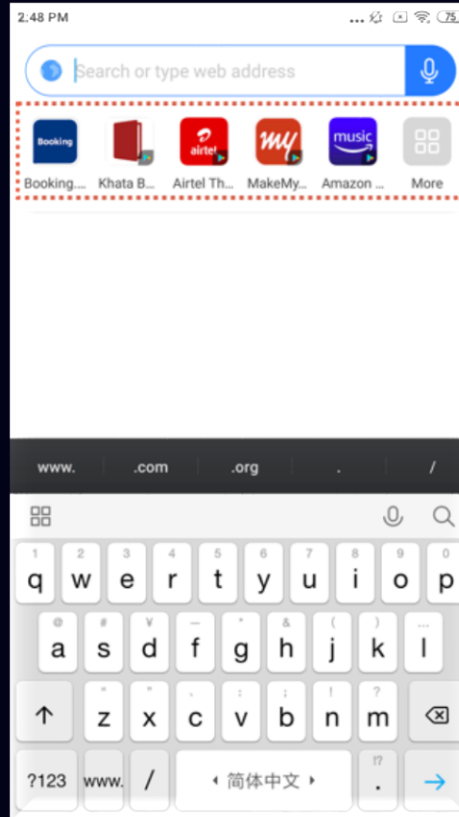 2:48 PM ... 75
Search or type web address
Booking airtel my music
Booking.... Khata B... Airtel Th... MakeMy... Amazon ... More
www. .com .org . /
1 2 3 4 5 6 7 8 9 0
q w e r t y u i o p
@ # ¥ — &  ( ) ...
a s d f g h j k l
: ; ! ?
z x c v b n m
!?
?123 www. / 简体中文 .